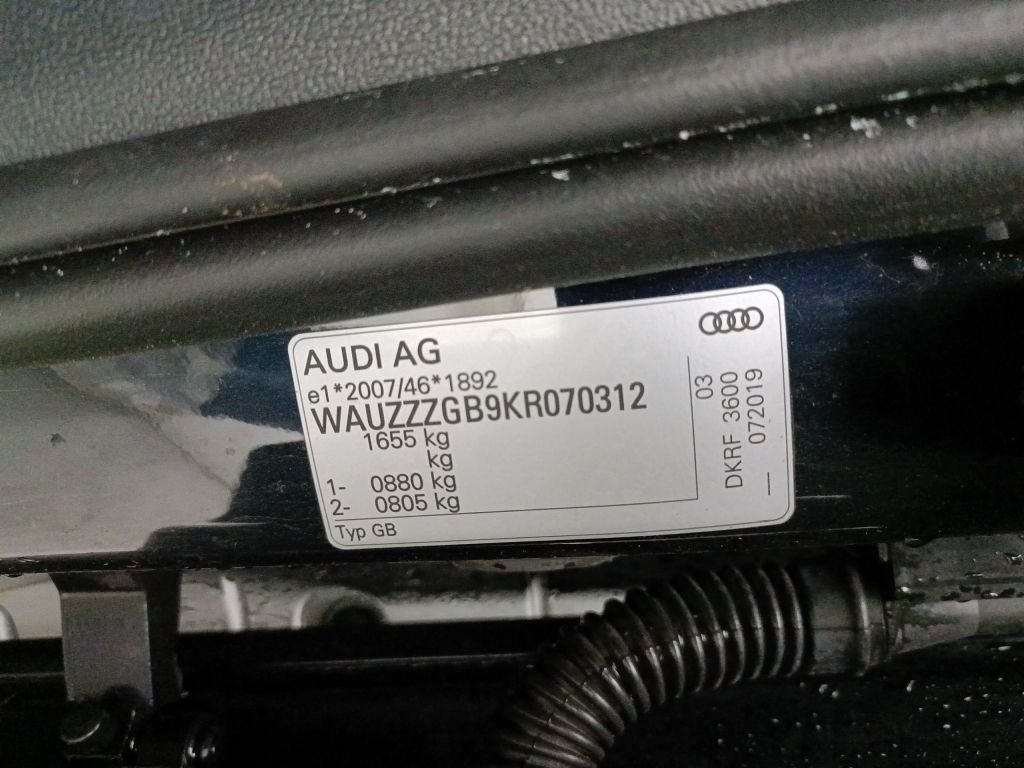 AUDI AG
e1*2007/46*1892
WAUZZZGB9KR070312
1655 kg
kg
1- 0880 kg
2- 0805 kg
Typ GB
03
DKRF 3600
072019